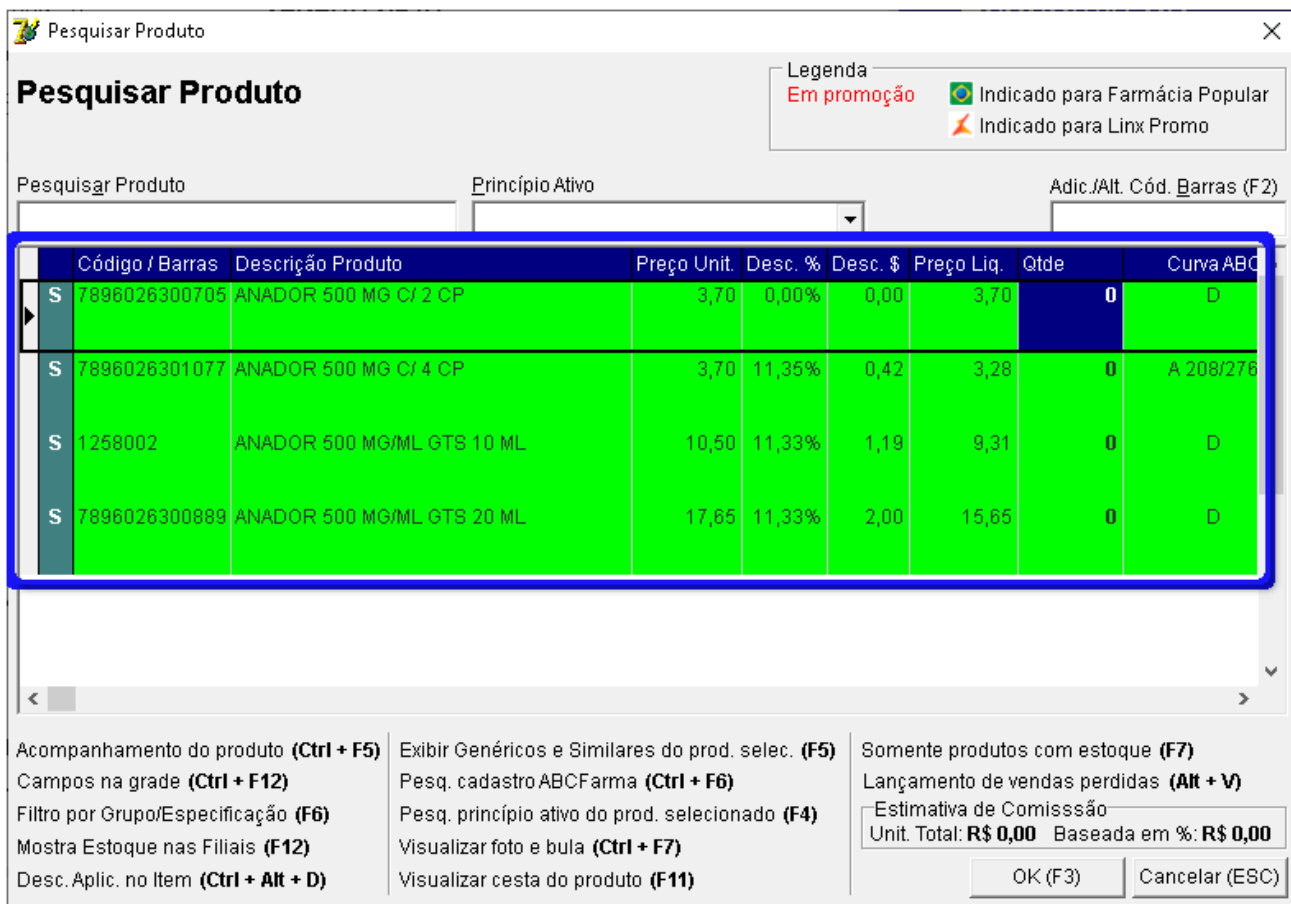 Pesquisar Produto
Pesquisar Produto
Legenda
Em promoção
Indicado para Farmácia Popular
Indicado para Linx Promo
Pesquisar Produto
Princípio Ativo
Adic./Alt. Cód. Barras (F2)
Código / Barras Descrição Produto Preço Unit. Desc. % Desc. $ Preço Liq. Qtde Curva ABC
S 7896026300705 ANADOR 500 MG C/ 2 CP 3,70 0,00% 0,00 3,70 0 D
S 7896026301077 ANADOR 500 MG C/ 4 CP 3,70 11,35% 0,42 3,28 0 A 208/276
S 1258002 ANADOR 500 MG/ML GTS 10 ML 10,50 11,33% 1,19 9,31 0 D
S 7896026300889 ANADOR 500 MG/ML GTS 20 ML 17,65 11,33% 2,00 15,65 0 D
Acompanhamento do produto (Ctrl + F5)
Campos na grade (Ctrl + F12)
Filtro por Grupo/Especificação (F6)
Mostra Estoque nas Filiais (F12)
Desc. Aplic. no Item (Ctrl + Alt + D)
Exibir Genéricos e Similares do prod. selec. (F5)
Pesq. cadastro ABCFarma (Ctrl + F6)
Pesq. princípio ativo do prod. selecionado (F4)
Visualizar foto e bula (Ctrl + F7)
Visualizar cesta do produto (F11)
Somente produtos com estoque (F7)
Lançamento de vendas perdidas (Alt + V)
Estimativa de Comisssão
Unit. Total: R$ 0,00 Baseada em %: R$ 0,00
OK (F3)
Cancelar (ESC)